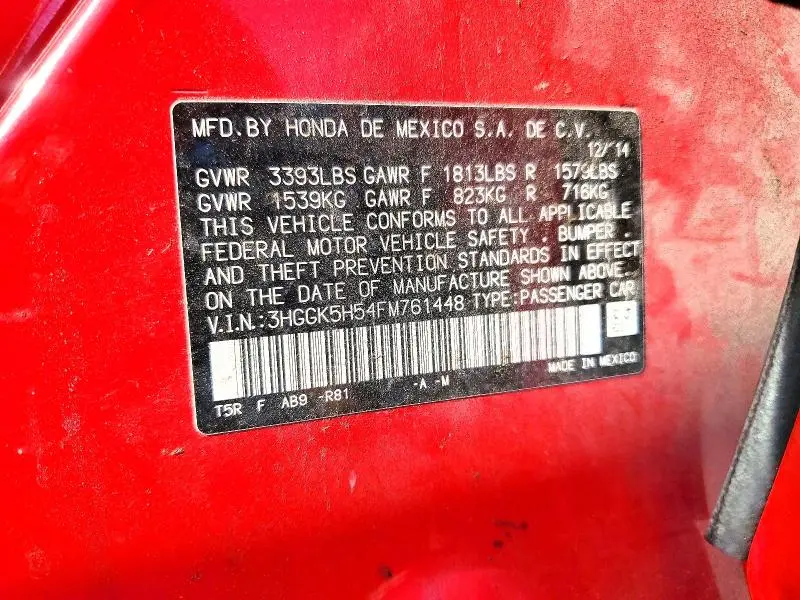 MFD.BY HONDA DE MEXICO S.A. DE C.V.
12/14
GVWR 3393LBS GAWR F 1813LBS R 1579LBS
GVWR 1539KG GAWR F 823KG R 716KG
THIS VEHICLE CONFORMS TO ALL APPLICABLE
FEDERAL MOTOR VEHICLE SAFETY, BUMPER,
AND THEFT PREVENTION STANDARDS IN EFFECT
ON THE DATE OF MANUFACTURE SHOWN ABOVE.
V.I.N.:3HGGK5H54FM761448 TYPE:PASSENGER CAR
MADE IN MEXICO
T5R F AB9 -R81 -A -M